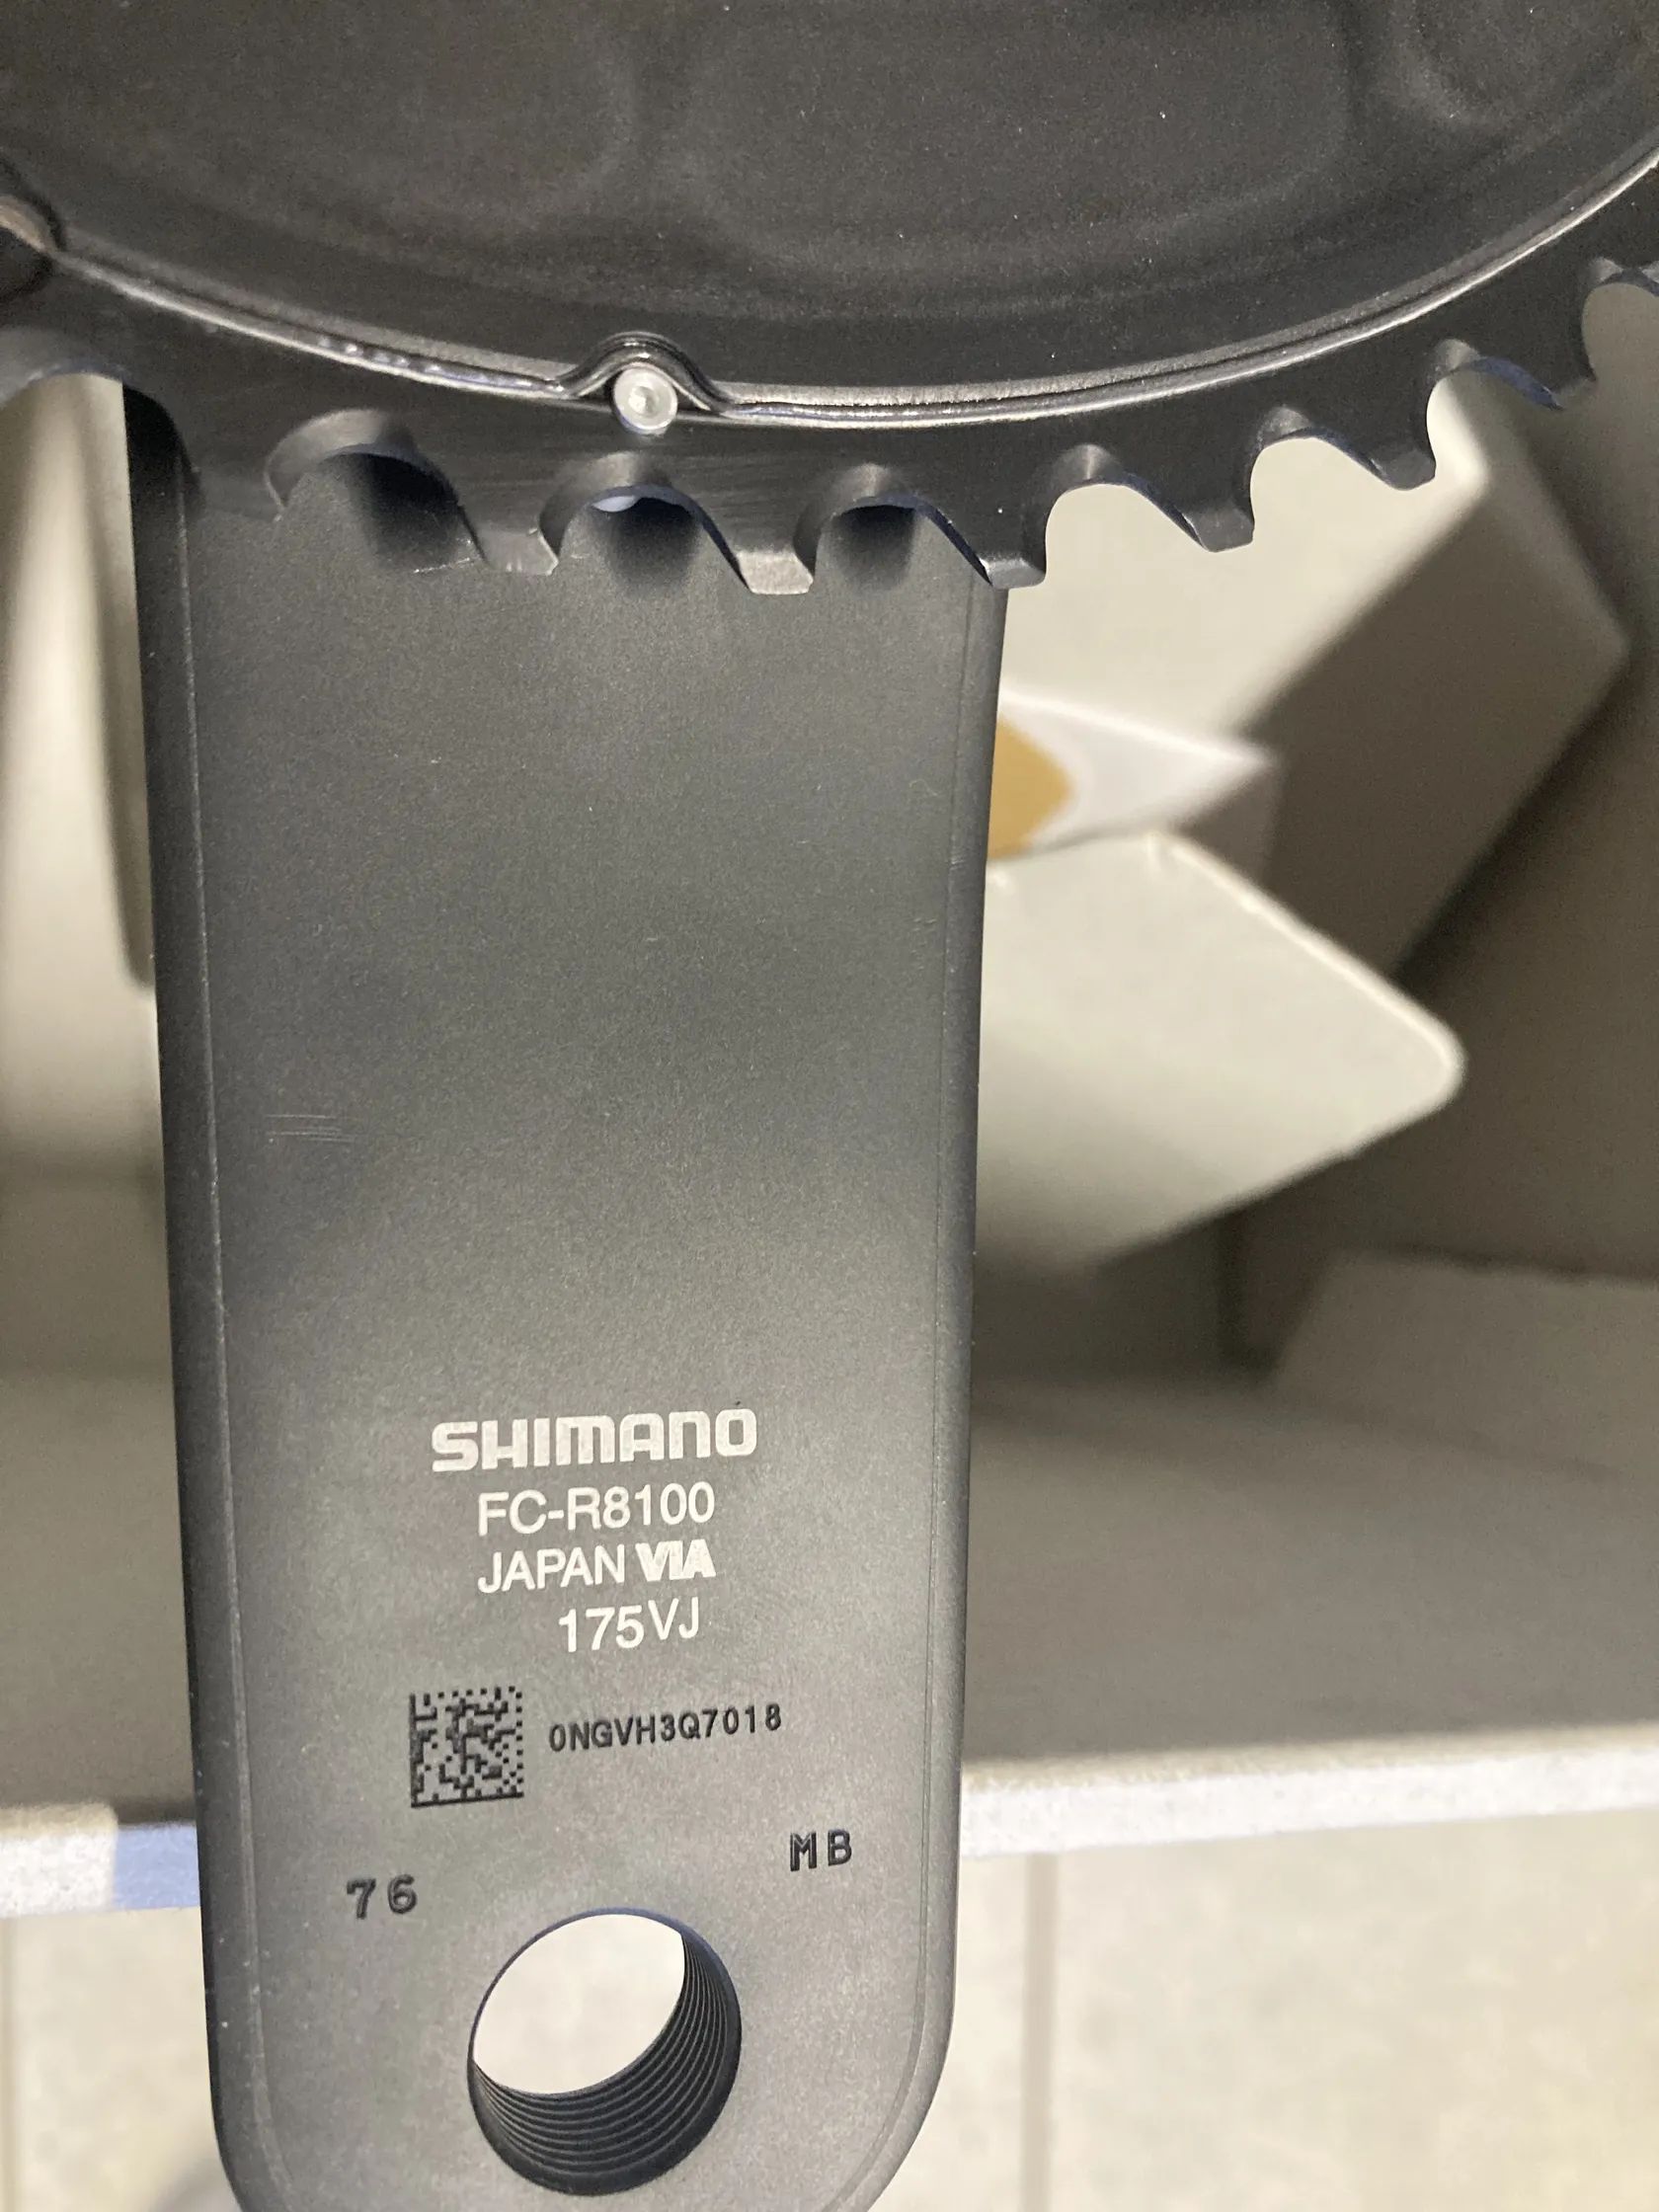 SHIMANO
FC-R8100
JAPAN VIA
175VJ
0NGVH3Q7018
MB
76